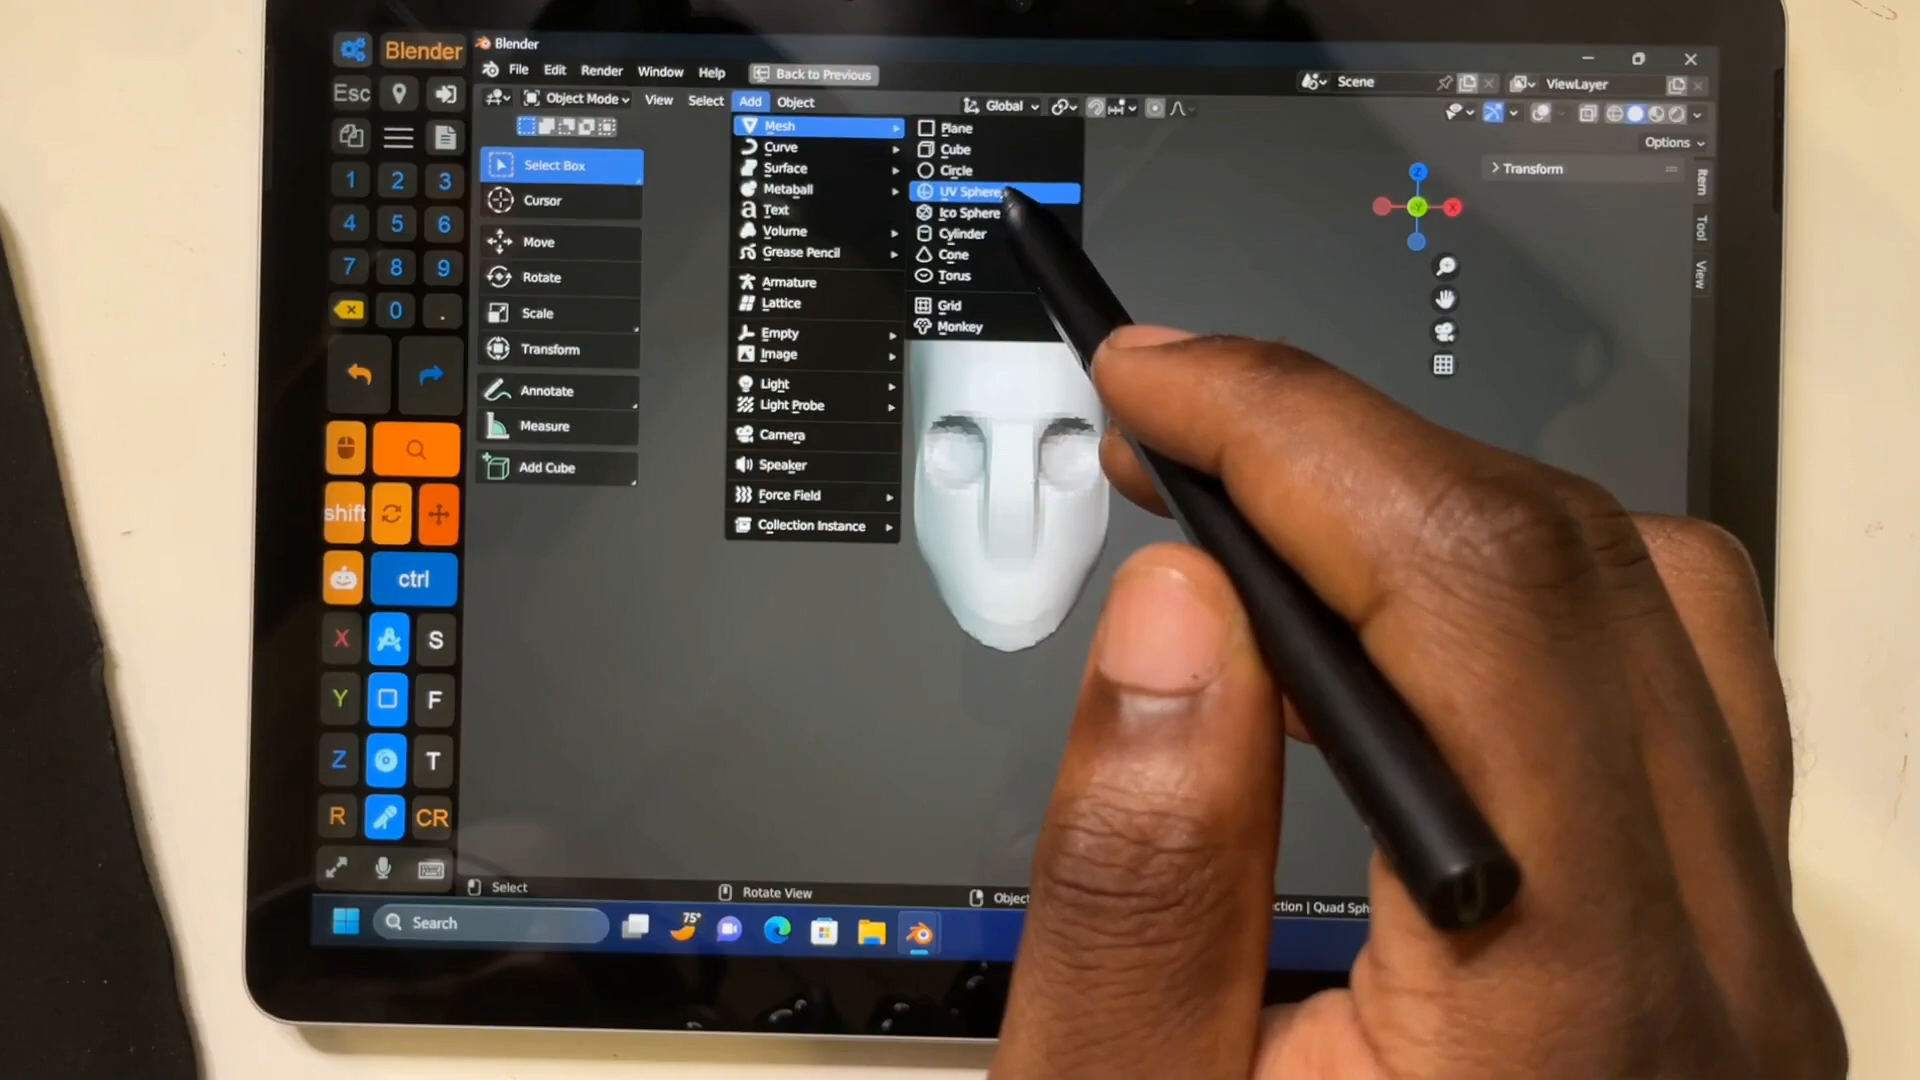 Blender
Blender
File Edit Render Window Help Back to Previous
Scene
ViewLayer
Esc
Object Mode View Select Add Object
Global
Options
1 2 3
4 5 6
7 8 9
0 .
shift
ctrl
X S
Y F
Z T
R CR
Select Box
Cursor
Move
Rotate
Scale
Transform
Annotate
Measure
Add Cube
Mesh
Curve
Surface
Metaball
Text
Volume
Grease Pencil
Armature
Lattice
Empty
Image
Light
Light Probe
Camera
Speaker
Force Field
Collection Instance
Plane
Cube
Circle
UV Sphere
Ico Sphere
Cylinder
Cone
Torus
Grid
Monkey
Transform
Item
Tool
View
Z
Y
X
Select
Rotate View
Object
ction | Quad Sph
Search
75°